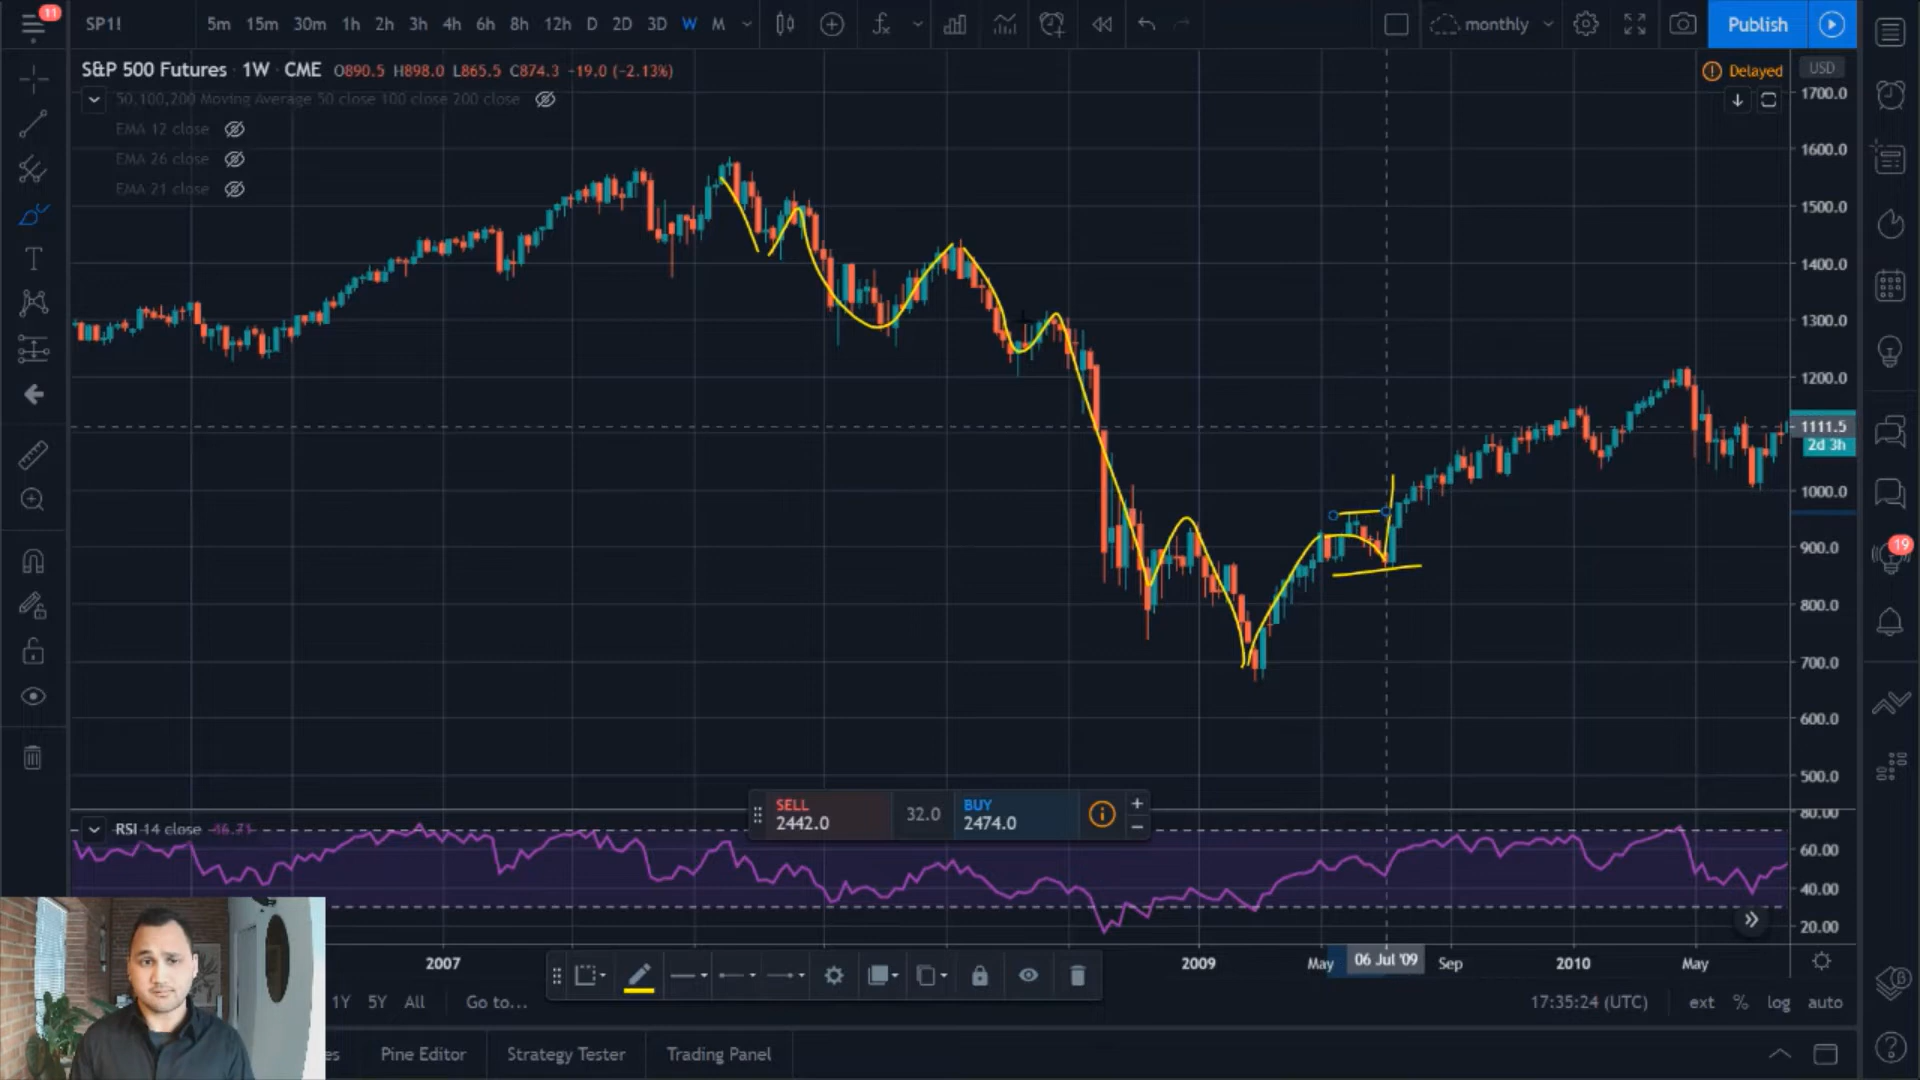 11
SP1!
5m 15m 30m 1h 2h 3h 4h 6h 8h 12h D 2D 3D W M
monthly
Publish
S&P 500 Futures · 1W · CME O890.5 H898.0 L865.5 C874.3 -19.0 (-2.13%)
Delayed
USD
50,100,200 Moving Average 50 close 100 close 200 close
EMA 12 close
EMA 26 close
EMA 21 close
1700.0
1600.0
1500.0
1400.0
1300.0
1200.0
1111.5
2d 3h
1000.0
900.0
800.0
700.0
600.0
500.0
19
SELL
2442.0
32.0
BUY
2474.0
RSI 14 close 46.71
80.00
60.00
40.00
20.00
2007 2009 May 06 Jul '09 Sep 2010 May
1Y 5Y All Go to...
17:35:24 (UTC) ext % log auto
es Pine Editor Strategy Tester Trading Panel